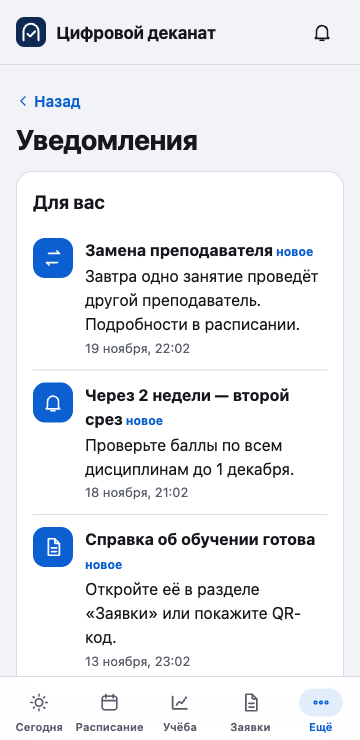 Цифровой деканат
Назад
Уведомления
Для вас
Замена преподавателя новое
Завтра одно занятие проведёт
другой преподаватель.
Подробности в расписании.
19 ноября, 22:02
Через 2 недели — второй
срез новое
Проверьте баллы по всем
дисциплинам до 1 декабря.
18 ноября, 21:02
Справка об обучении готова
новое
Откройте её в разделе
«Заявки» или покажите QR-
код.
13 ноября, 23:02
Сегодня Расписание Учёба Заявки Ещё